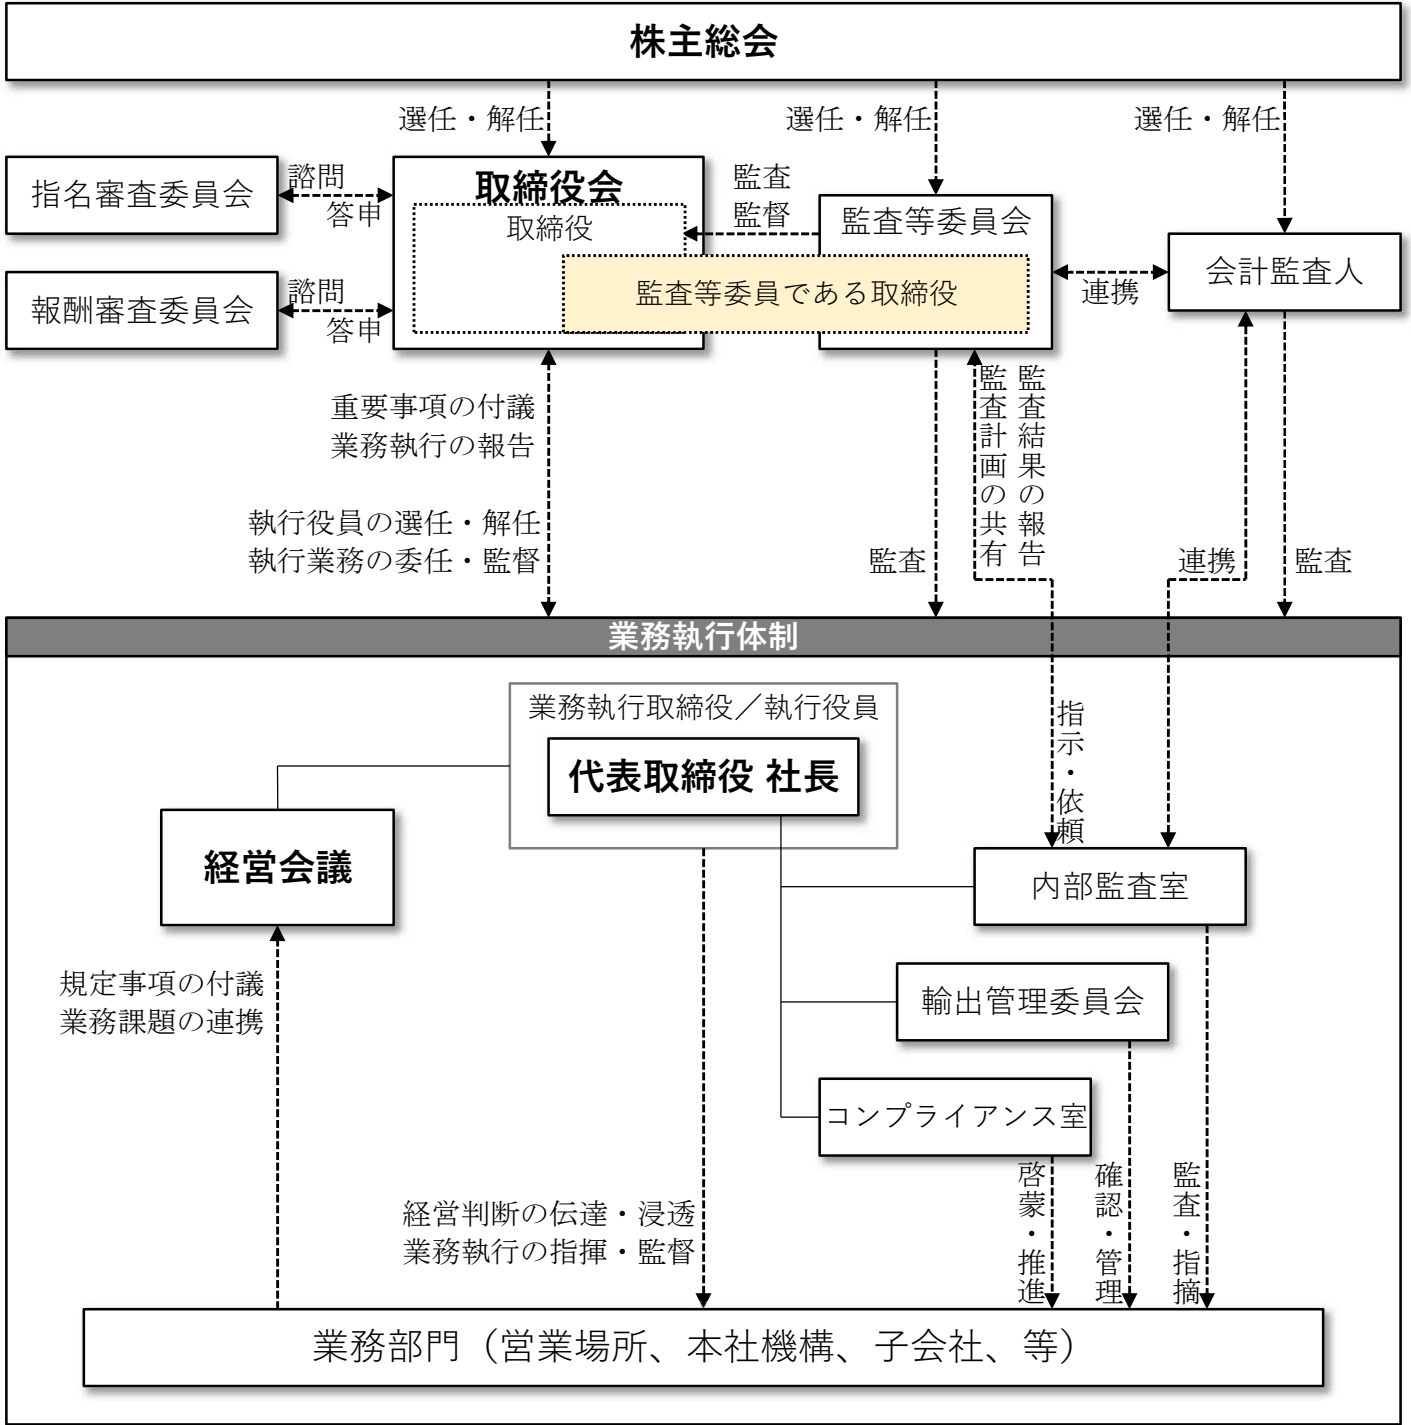 株主総会
選任・解任
選任・解任
選任・解任
指名審査委員会
諮問
答申
取締役会
取締役
監査
監督
監査等委員会
監査等委員である取締役
連携
会計監査人
報酬審査委員会
諮問
答申
重要事項の付議
業務執行の報告
執行役員の選任・解任
執行業務の委任・監督
監査
監査結果の報告
監査計画の共有
連携
監査
業務執行体制
業務執行取締役／執行役員
代表取締役 社長
指示・依頼
経営会議
内部監査室
規定事項の付議
業務課題の連携
輸出管理委員会
コンプライアンス室
経営判断の伝達・浸透
業務執行の指揮・監督
啓蒙・推進
確認・管理
監査・指摘
業務部門（営業場所、本社機構、子会社、等）